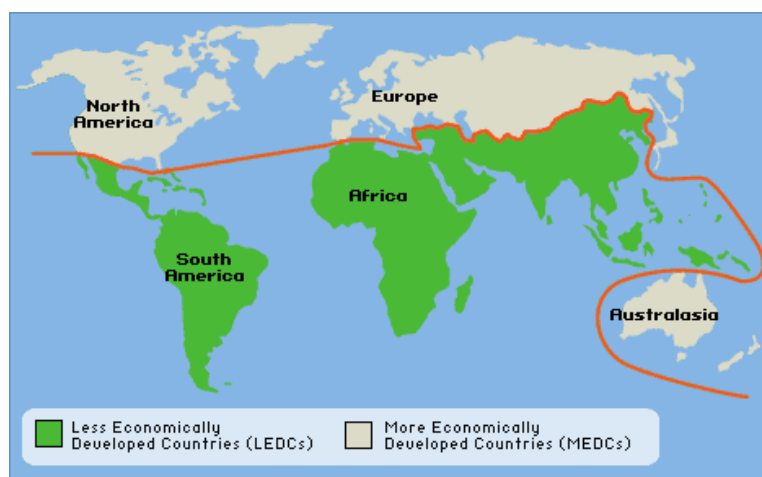 North
America
Europe
Africa
South
America
Australasia
Less Economically
Developed Countries (LEDCs)
More Economically
Developed Countries (MEDCs)